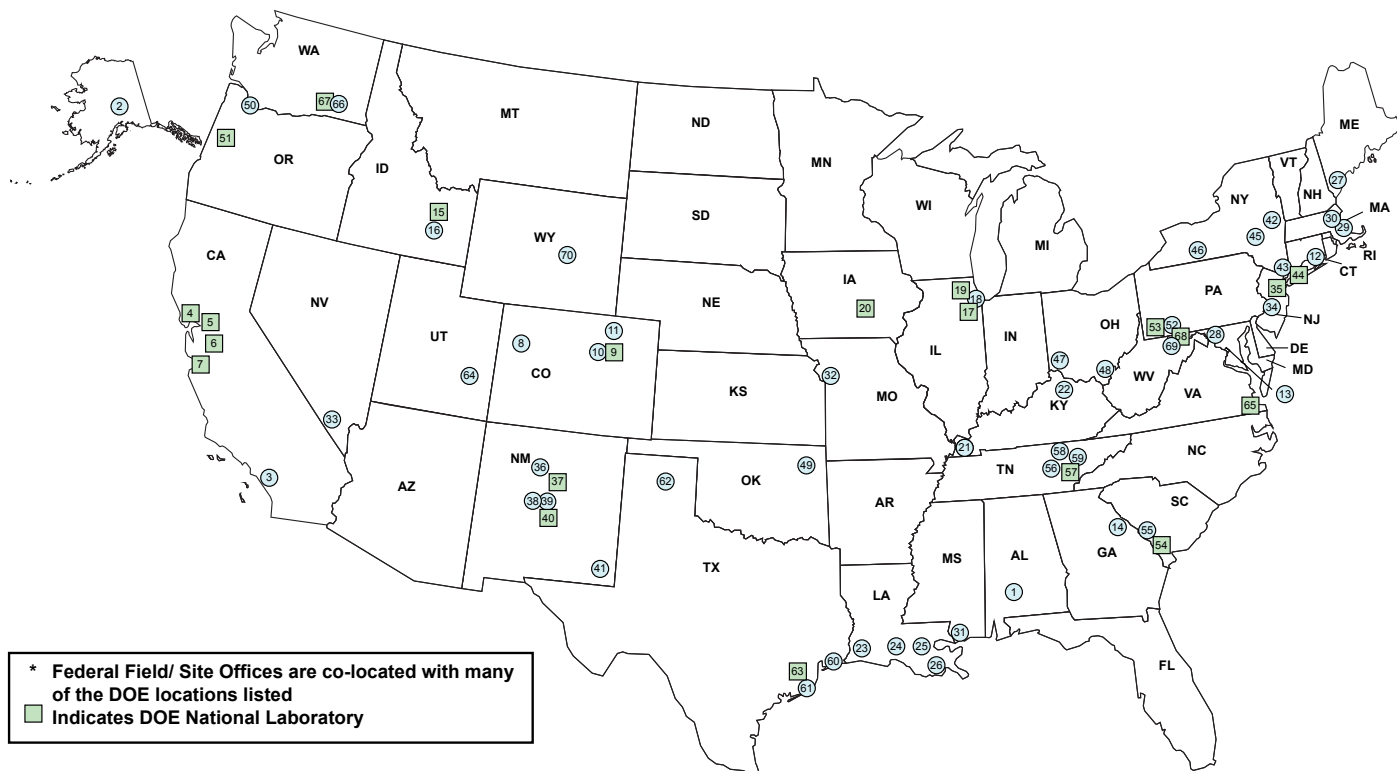 WA
ME
2
50
67
66
MT
ND
51
MN
VT
OR
ID
27
NH
NY
42
MA
WI
15
SD
30
29
16
MI
45
WY
46
RI
70
CA
12
CT
43
44
IA
19
18
35
NV
NE
20
17
PA
4
5
34
OH
NJ
11
53
52
6
8
UT
IN
68
28
10
9
IL
69
DE
7
47
MD
CO
48
64
32
WV
22
13
KS
MO
VA
KY
65
33
21
58
59
NC
NM
36
49
TN
56
57
3
37
62
OK
AZ
38
39
AR
SC
40
14
55
GA
54
MS
AL
41
TX
1
LA
31
23
24
25
60
26
FL
63
61
* Federal Field/ Site Offices are co-located with many
of the DOE locations listed
Indicates DOE National Laboratory